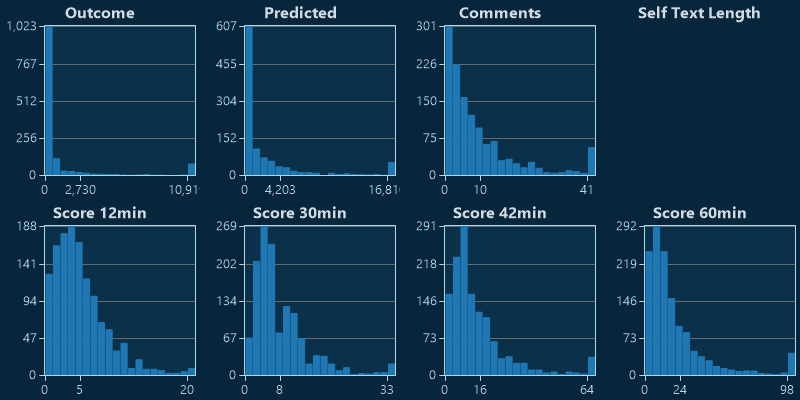 Outcome
1,023
767
512
256
0
0 2,730 10,91
Predicted
607
455
304
152
0
0 4,203 16,81
Comments
301
226
150
75
0
0 10 41
Self Text Length
Score 12min
188
141
94
47
0
0 5 20
Score 30min
269
202
134
67
0
0 8 33
Score 42min
291
218
146
73
0
0 16 64
Score 60min
292
219
146
73
0
0 24 98